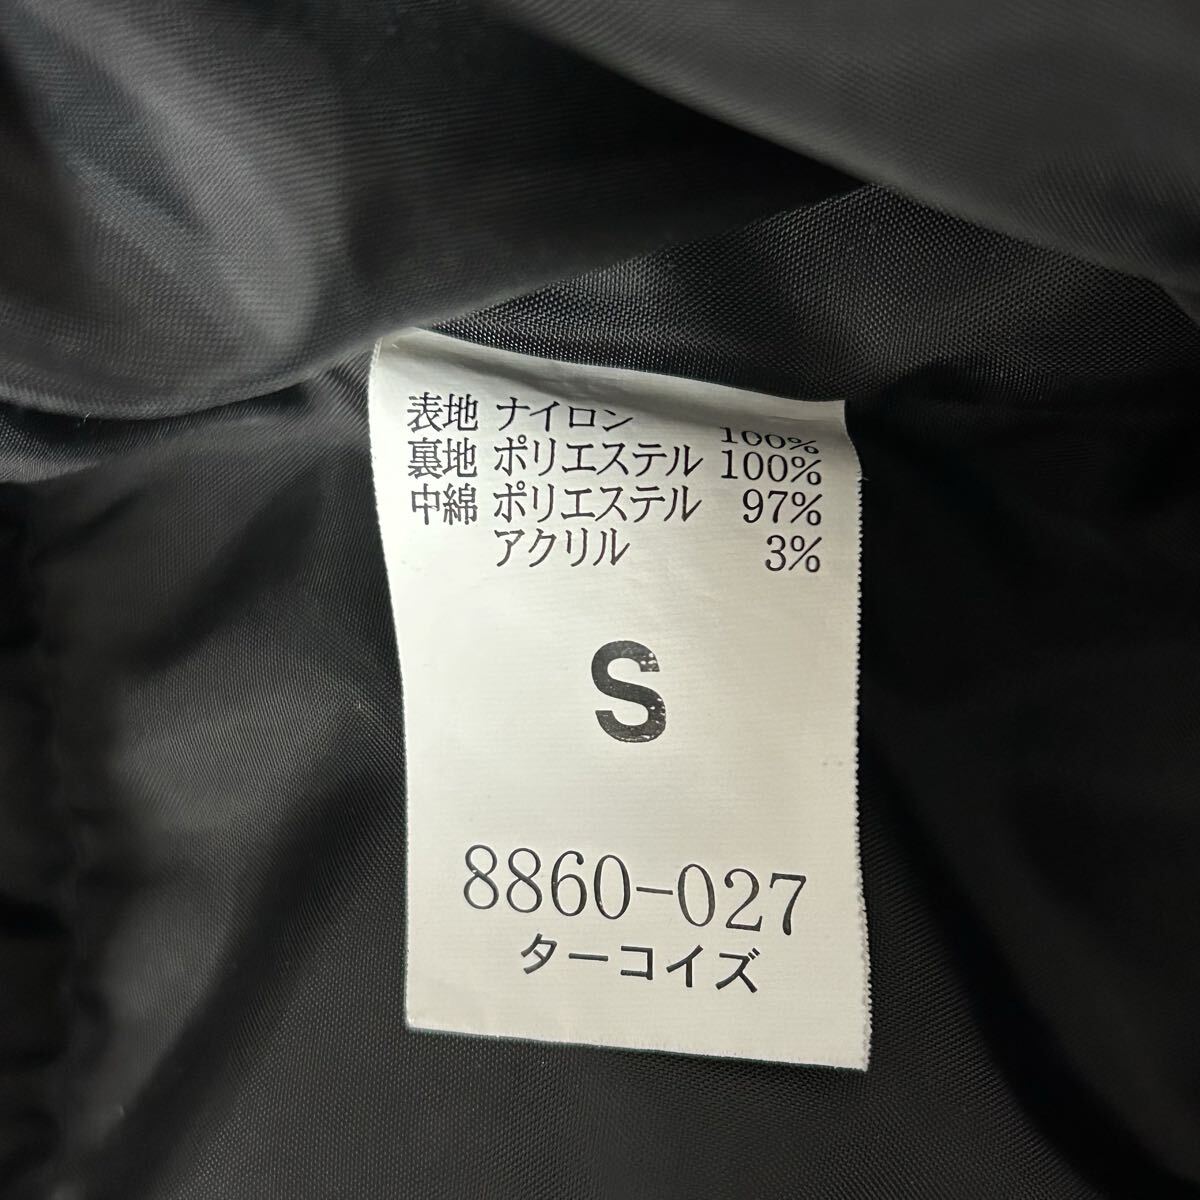 表地 ナイロン 100%
裏地 ポリエステル 100%
中綿 ポリエステル 97%
アクリル 3%
S
8860-027
ターコイズ